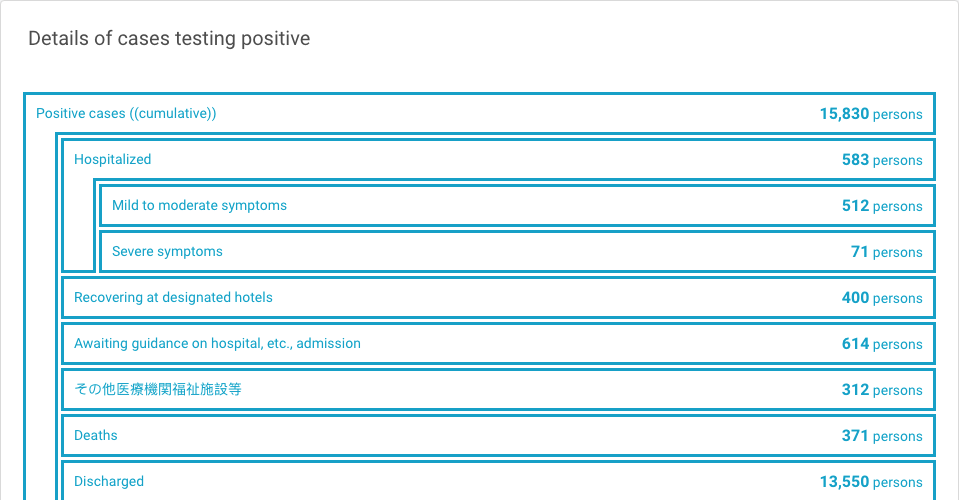 Details of cases testing positive
Positive cases ((cumulative)) 15,830 persons
Hospitalized 583 persons
Mild to moderate symptoms 512 persons
Severe symptoms 71 persons
Recovering at designated hotels 400 persons
Awaiting guidance on hospital, etc., admission 614 persons
その他医療機関福祉施設等 312 persons
Deaths 371 persons
Discharged 13,550 persons